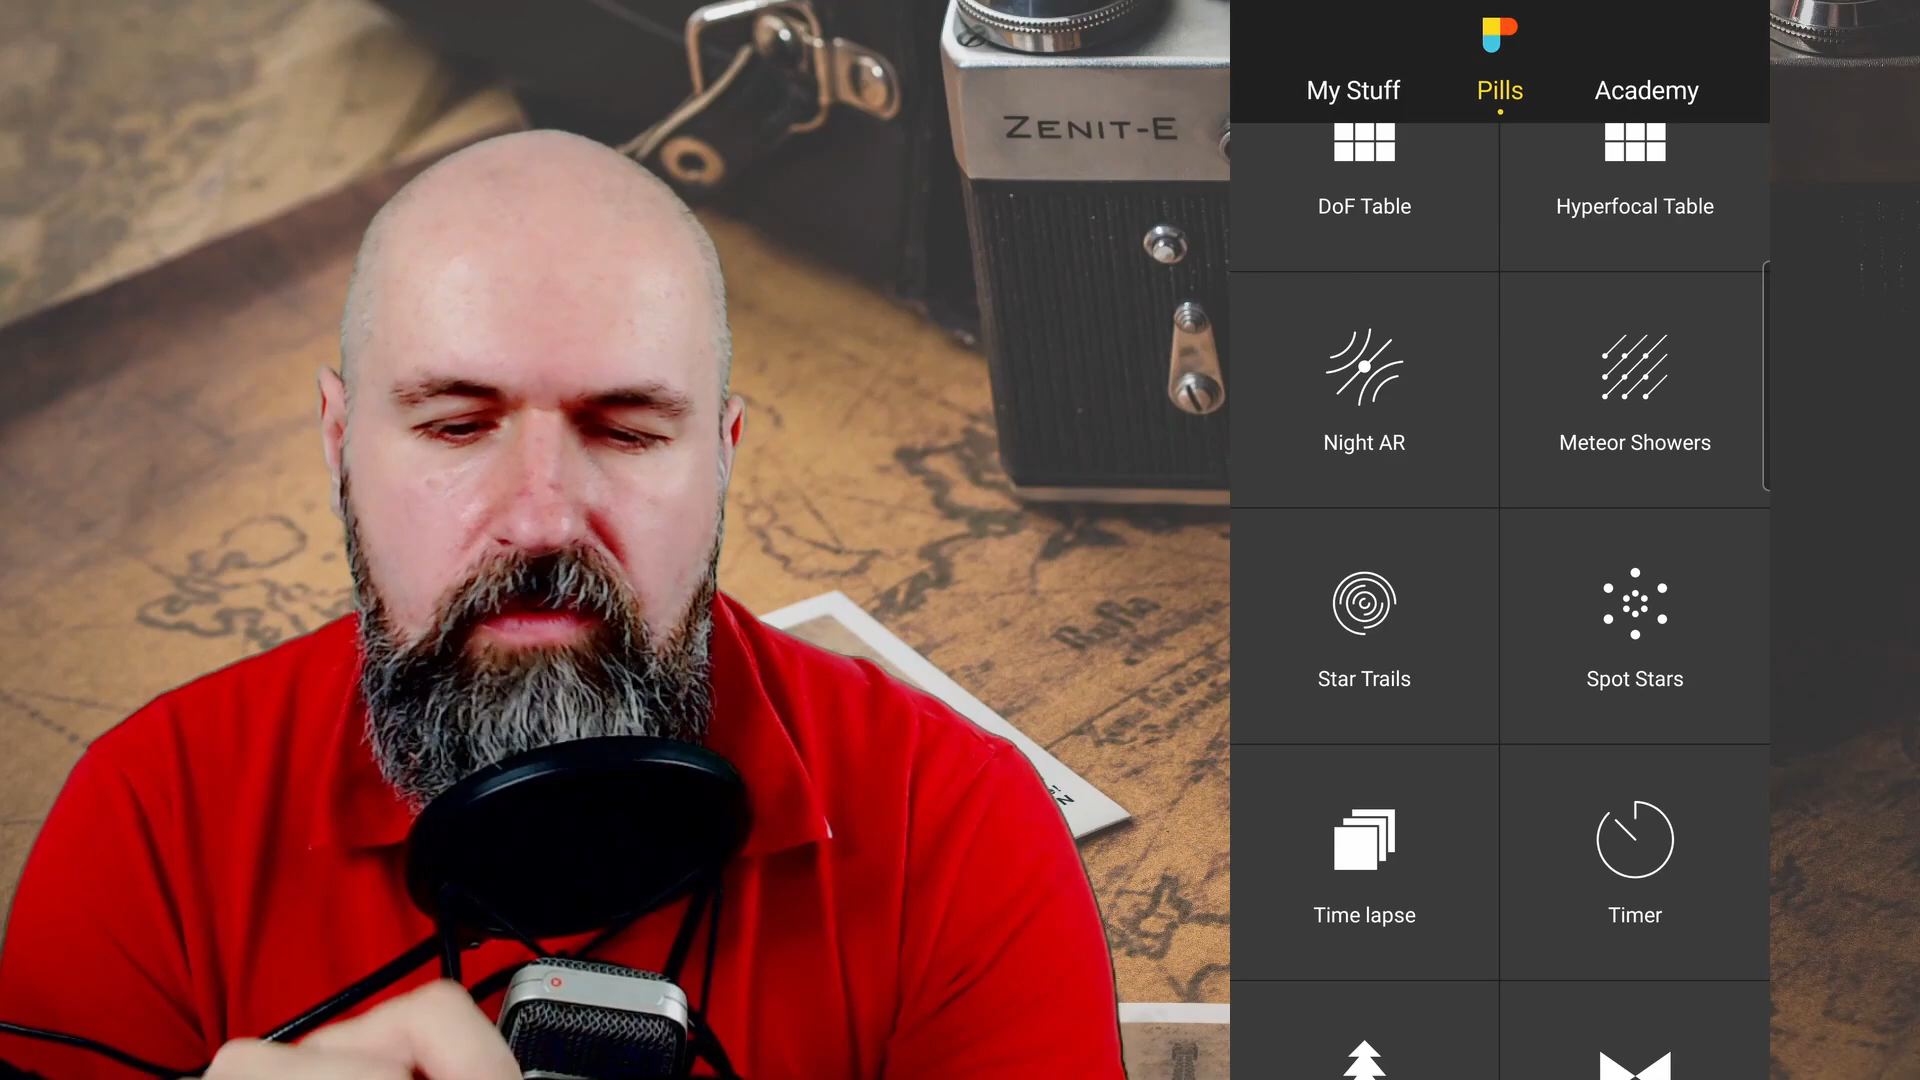 ZENIT-E
My Stuff
Pills
Academy
DoF Table
Hyperfocal Table
Night AR
Meteor Showers
Star Trails
Spot Stars
Time lapse
Timer